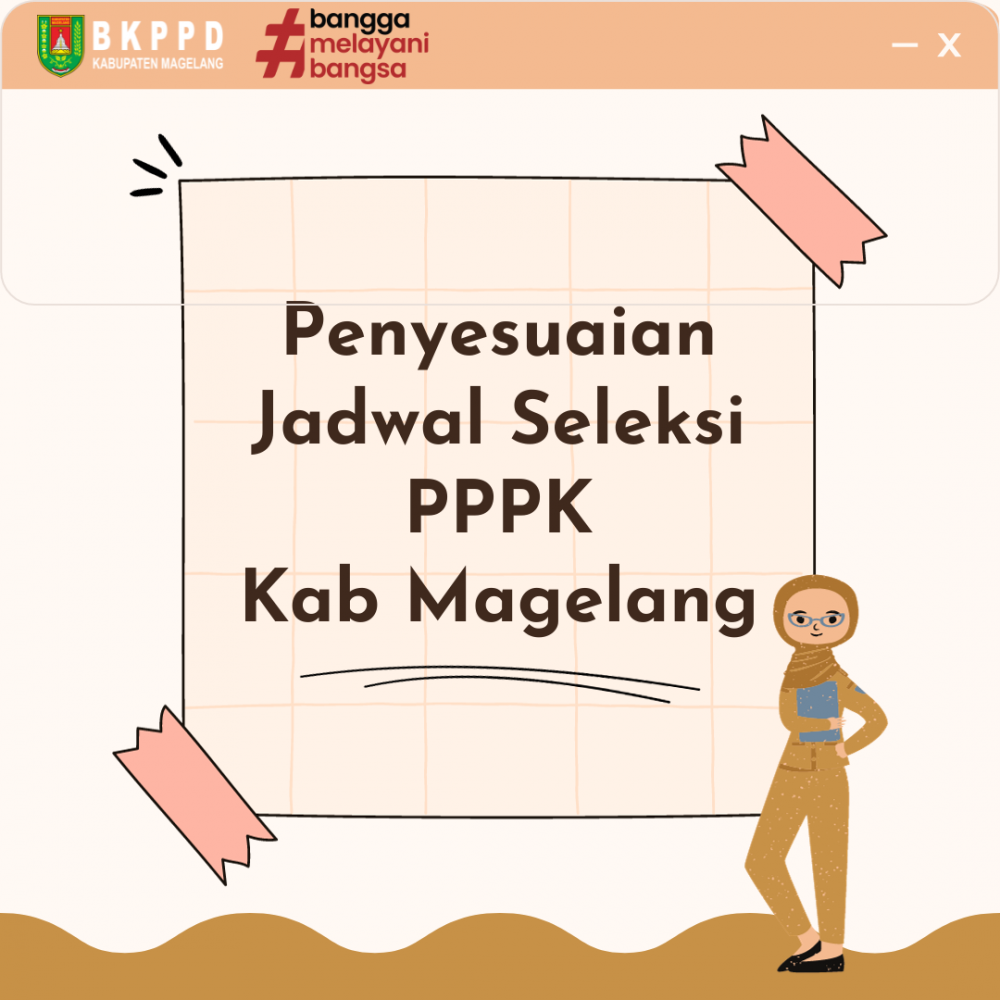 BKPPD
KABUPATEN MAGELANG
#bangga
melayani
bangsa
X
Penyesuaian
Jadwal Seleksi
PPPK
Kab Magelang